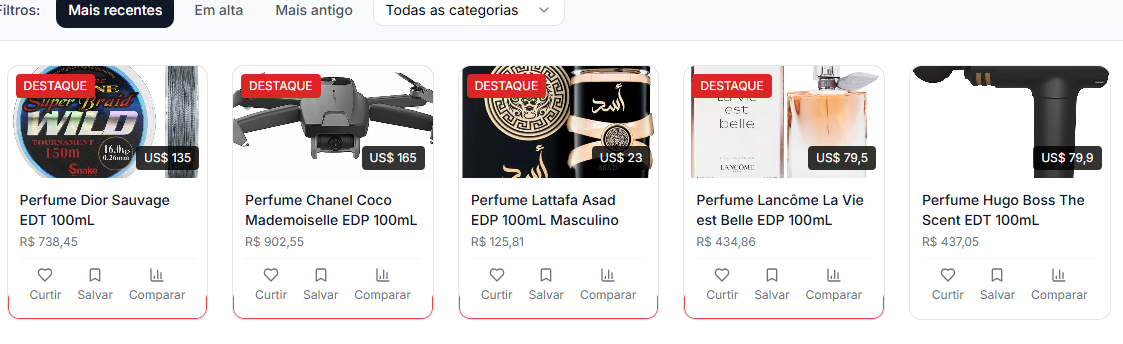 Filtros:
Mais recentes
Em alta
Mais antigo
Todas as categorias
DESTAQUE
NE
Super Braid
WILD
TOURNAMENT
150m
16.0kgs
0.26mm
Snake
US$ 135
Perfume Dior Sauvage
EDT 100mL
R$ 738,45
Curtir
Salvar
Comparar
DESTAQUE
US$ 165
Perfume Chanel Coco
Mademoiselle EDP 100mL
R$ 902,55
Curtir
Salvar
Comparar
DESTAQUE
أسد
أسد
ASAD
US$ 23
Perfume Lattafa Asad
EDP 100mL Masculino
R$ 125,81
Curtir
Salvar
Comparar
DESTAQUE
La vie
est
belle
LANCÔME
US$ 79,5
Perfume Lancôme La Vie
est Belle EDP 100mL
R$ 434,86
Curtir
Salvar
Comparar
US$ 79,9
Perfume Hugo Boss The
Scent EDT 100mL
R$ 437,05
Curtir
Salvar
Comparar